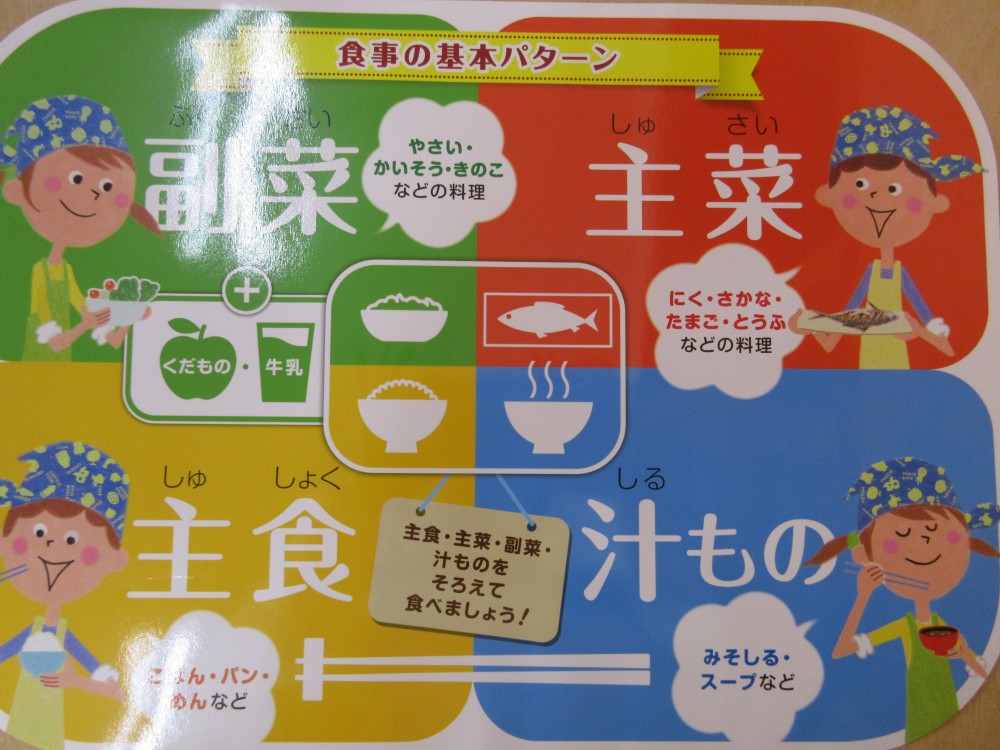 食事の基本パターン
ふくさい
副菜
やさい・
かいそう・きのこ
などの料理
しゅ さい
主菜
にく・さかな・
たまご・とうふ
などの料理
+
くだもの・牛乳
しゅ しょく
主食
ごはん・パン・
めんなど
主食・主菜・副菜・
汁ものを
そろえて
食べましょう!
しる
汁もの
みそしる・
スープなど